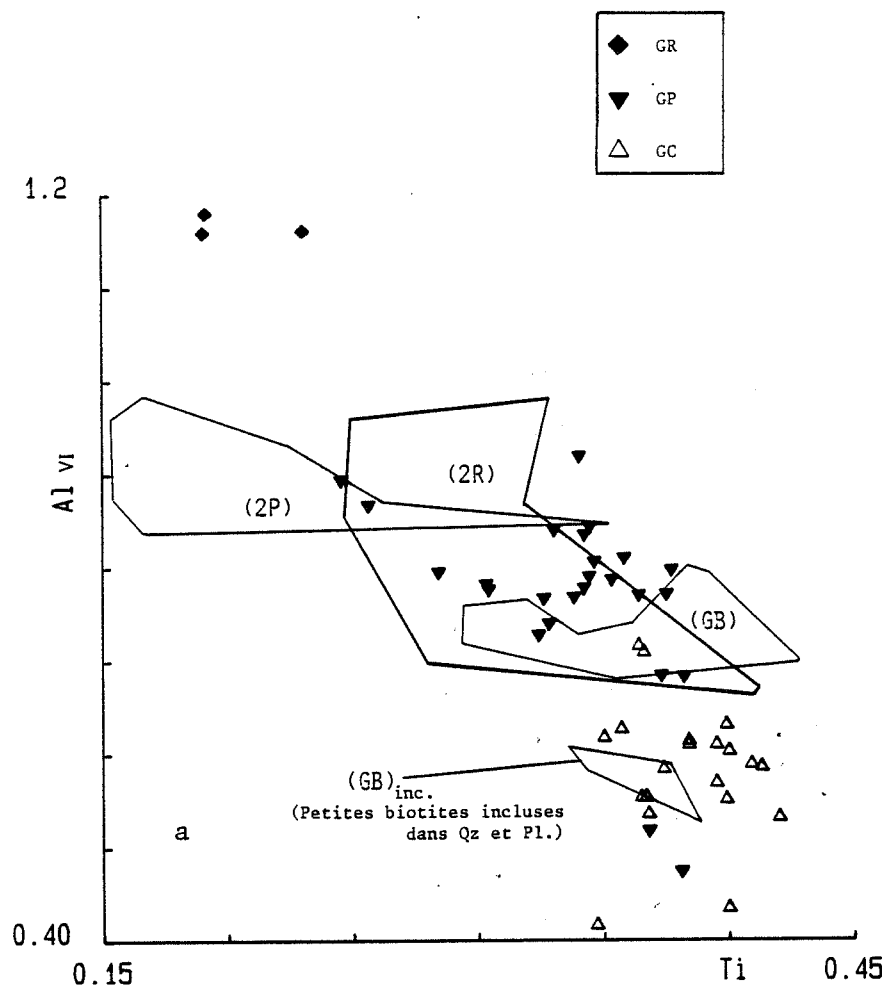 GR
GP
GC
1.2
Al VI
(2R)
(2P)
(GB)
(GB) inc.
(Petites biotites incluses
dans Qz et Pl.)
a
0.40
0.15
Ti
0.45